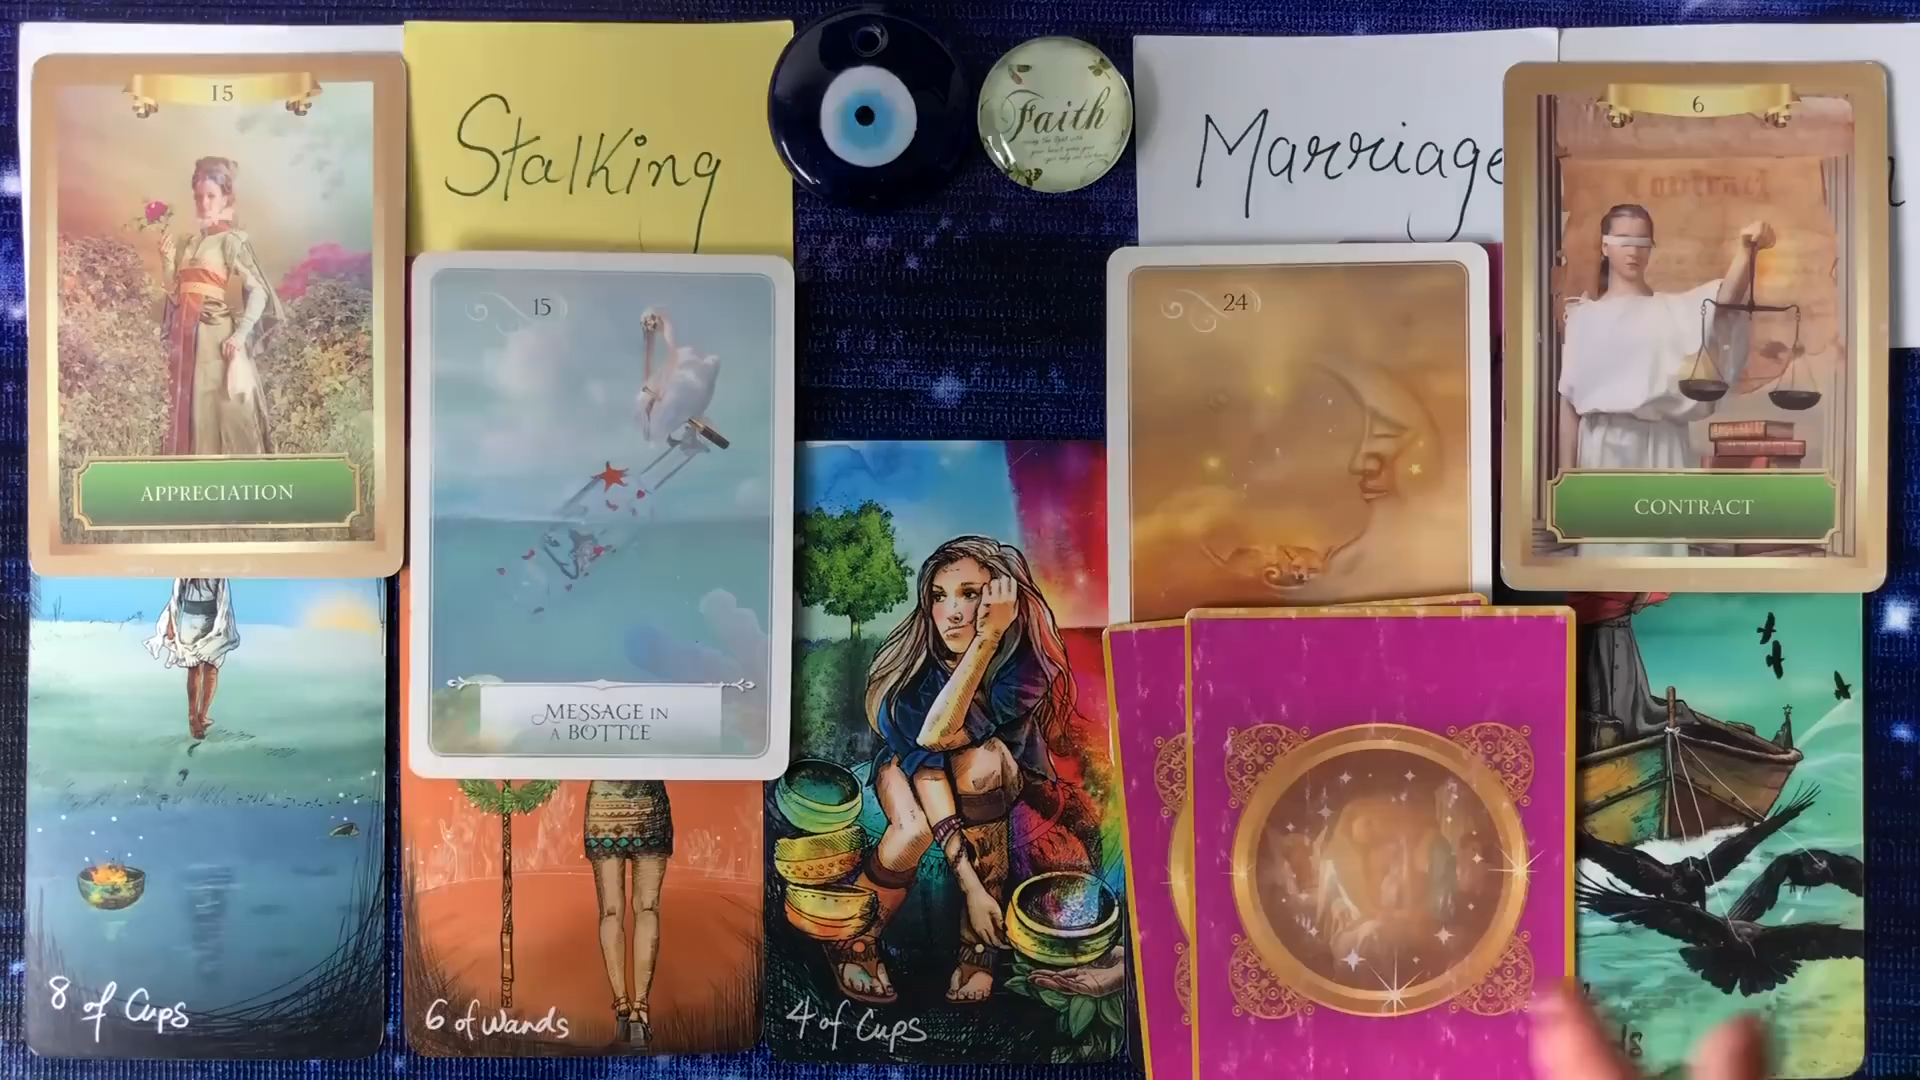 15
APPRECIATION
Stalking
Faith
Marriage
6
Contract
CONTRACT
15
MESSAGE IN
A BOTTLE
24
8 of Cups
6 of Wands
4 of Cups